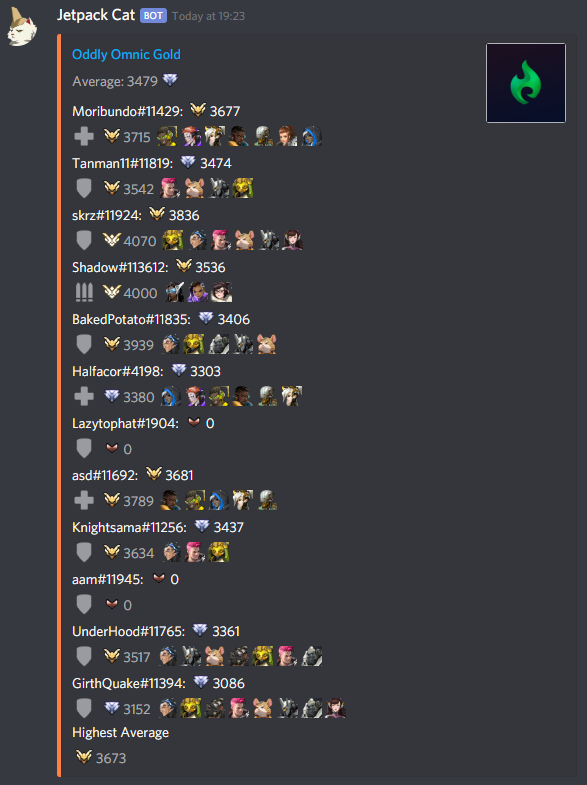 Jetpack Cat BOT Today at 19:23
Oddly Omnic Gold
Average: 3479
Moribundo#11429: 3677
3715
Tanman11#11819: 3474
3542
skrz#11924: 3836
4070
Shadow#113612: 3536
4000
BakedPotato#11835: 3406
3939
Halfacor#4198: 3303
3380
Lazytophat#1904: 0
0
asd#11692: 3681
3789
Knightsama#11256: 3437
3634
aam#11945: 0
0
UnderHood#11765: 3361
3517
GirthQuake#11394: 3086
3152
Highest Average
3673